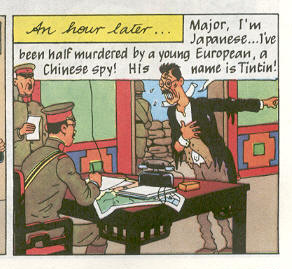 An hour later...
Major, I'm
Japanese...I've
been half murdered by a young European, a
Chinese spy! His name is Tintin!